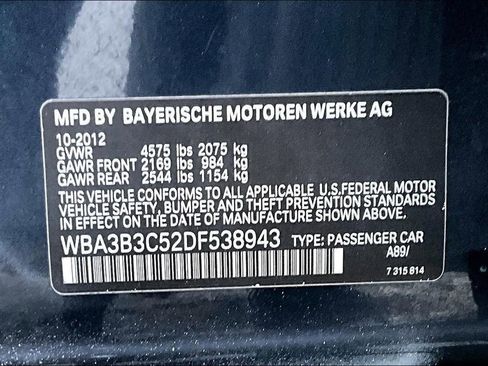 MFD BY BAYERISCHE MOTOREN WERKE AG
10-2012
GVWR 4575 lbs 2075 kg
GAWR FRONT 2169 lbs 984 kg
GAWR REAR 2544 lbs 1154 kg
THIS VEHICLE CONFORMS TO ALL APPLICABLE U.S.FEDERAL MOTOR
VEHICLE SAFETY, BUMPER AND THEFT PREVENTION STANDARDS
IN EFFECT ON THE DATE OF MANUFACTURE SHOWN ABOVE.
WBA3B3C52DF538943 TYPE: PASSENGER CAR
A89/
7 315 814